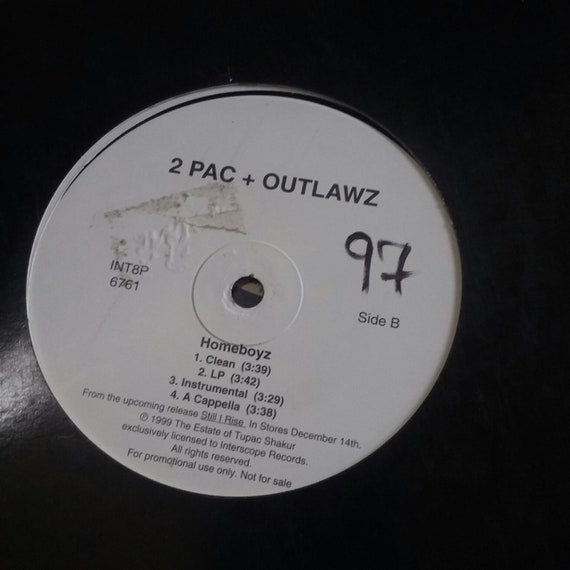 2 PAC + OUTLAWZ
97
INT8P
6761
Side B
Homeboyz
1. Clean (3:39)
2. LP (3:42)
3. Instrumental (3:29)
4. A Cappella (3:38)
From the upcoming release Still I Rise In Stores December 14th.
℗ 1999 The Estate of Tupac Shakur
exclusively licensed to Interscope Records.
All rights reserved.
For promotional use only. Not for sale